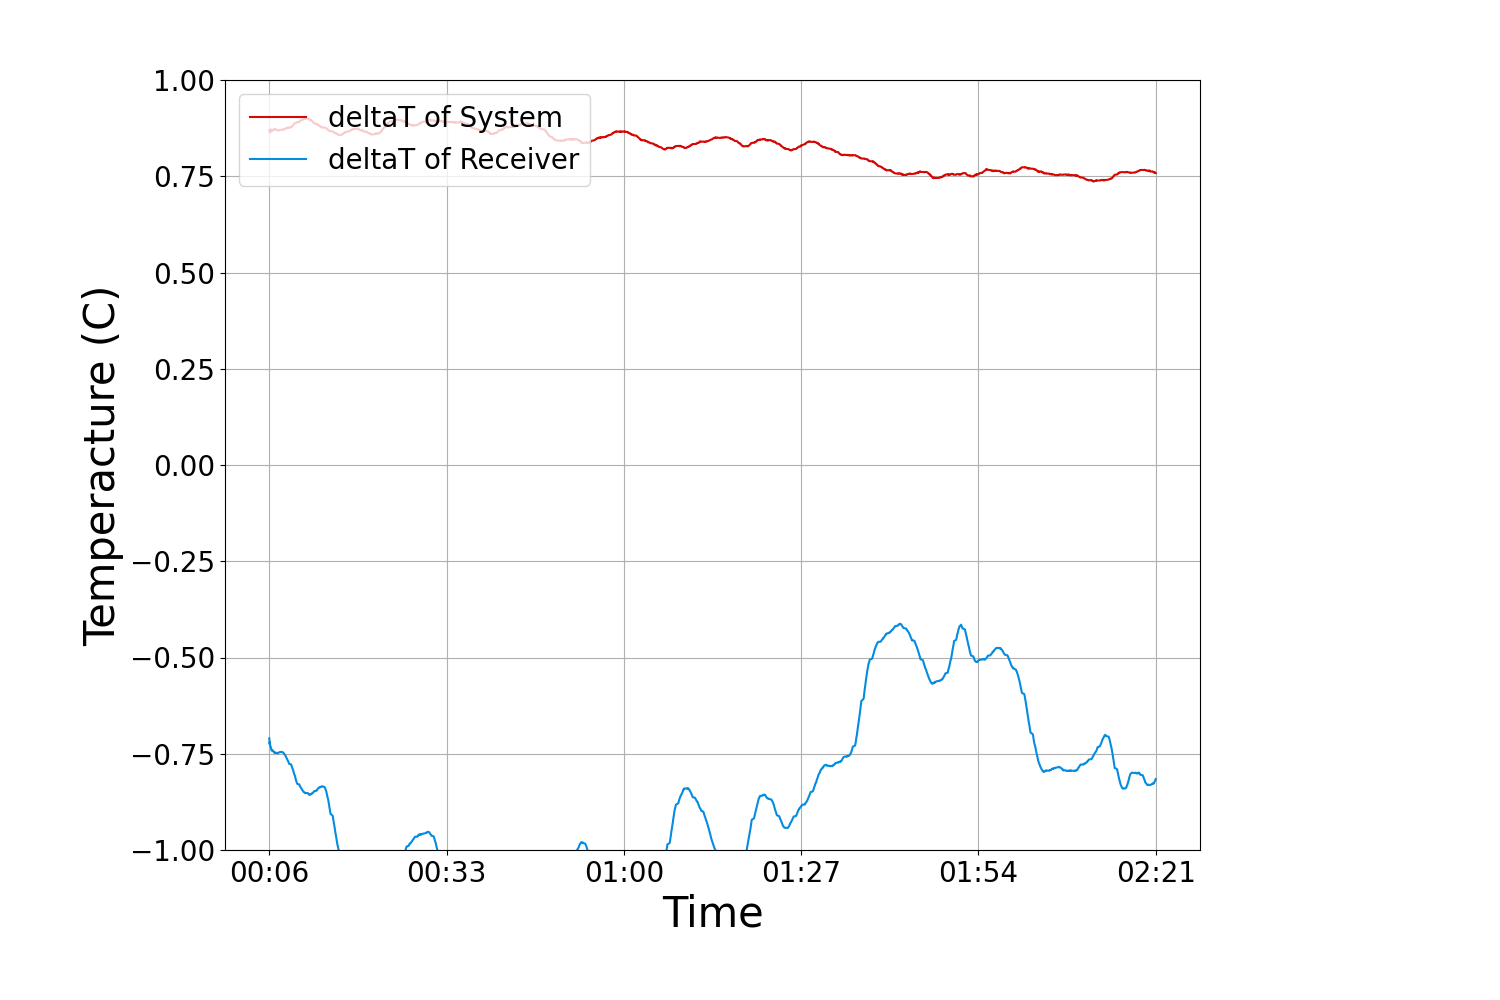 1.00
0.75
0.50
0.25
0.00
−0.25
−0.50
−0.75
−1.00
Temperacture (C)
deltaT of System
deltaT of Receiver
00:06 00:33 01:00 01:27 01:54 02:21
Time